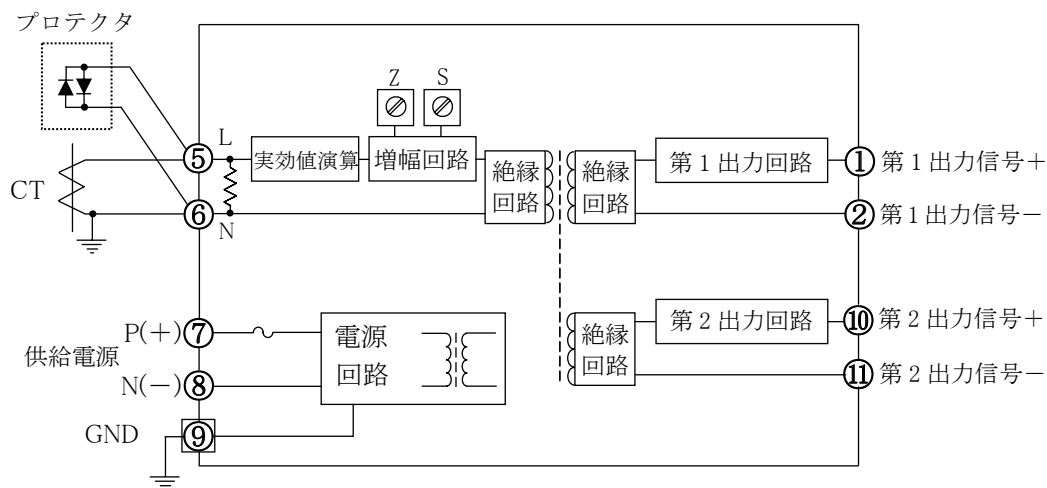 プロテクタ
CT
L
N
⑤
⑥
実効値演算
Z
S
増幅回路
絶縁
回路
絶縁
回路
第1出力回路
① 第1出力信号+
② 第1出力信号-
供給電源
P(+) ⑦
N(-) ⑧
GND ⑨
電源
回路
絶縁
回路
第2出力回路
⑩ 第2出力信号+
⑪ 第2出力信号-